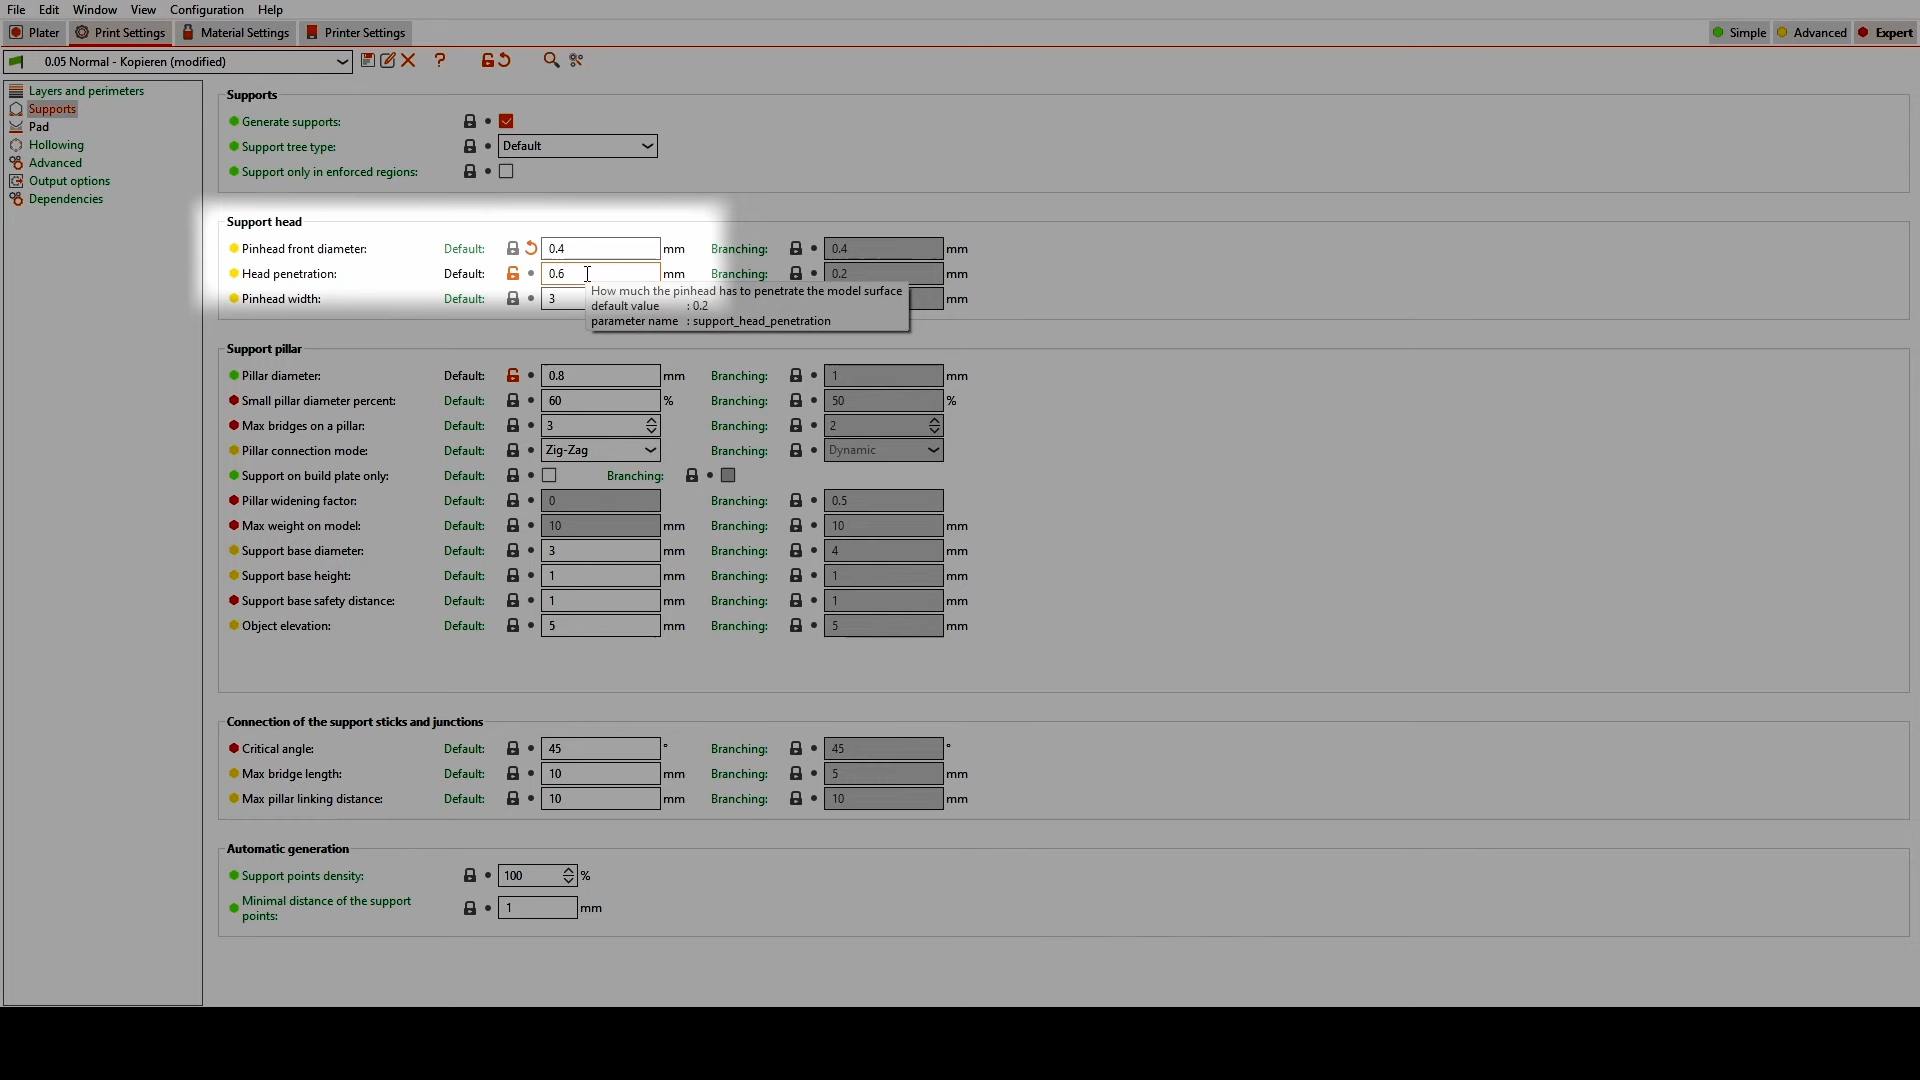 File Edit Window View Configuration Help
Plater Print Settings Material Settings Printer Settings Simple Advanced Expert
0.05 Normal - Kopieren (modified) ?
Layers and perimeters
Supports
Pad
Hollowing
Advanced
Output options
Dependencies
Supports
Generate supports:
Support tree type: Default
Support only in enforced regions:
Support head
Pinhead front diameter: Default: 0.4 mm Branching: 0.4 mm
Head penetration: Default: 0.6 mm Branching: 0.2 mm
Pinhead width: Default: 3 mm
How much the pinhead has to penetrate the model surface
default value : 0.2
parameter name : support_head_penetration
Support pillar
Pillar diameter: Default: 0.8 mm Branching: 1 mm
Small pillar diameter percent: Default: 60 % Branching: 50 %
Max bridges on a pillar: Default: 3 Branching: 2
Pillar connection mode: Default: Zig-Zag Branching: Dynamic
Support on build plate only: Default: Branching:
Pillar widening factor: Default: 0 Branching: 0.5
Max weight on model: Default: 10 mm Branching: 10 mm
Support base diameter: Default: 3 mm Branching: 4 mm
Support base height: Default: 1 mm Branching: 1 mm
Support base safety distance: Default: 1 mm Branching: 1 mm
Object elevation: Default: 5 mm Branching: 5 mm
Connection of the support sticks and junctions
Critical angle: Default: 45 ° Branching: 45 °
Max bridge length: Default: 10 mm Branching: 5 mm
Max pillar linking distance: Default: 10 mm Branching: 10 mm
Automatic generation
Support points density: 100 %
Minimal distance of the support
points: 1 mm